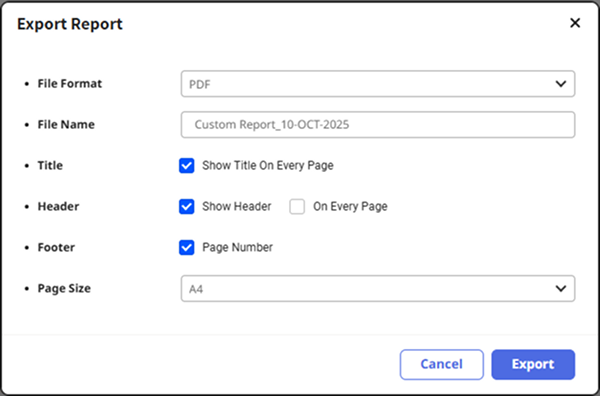 Export Report
• File Format PDF
• File Name Custom Report_10-OCT-2025
• Title Show Title On Every Page
• Header Show Header On Every Page
• Footer Page Number
• Page Size A4
Cancel Export